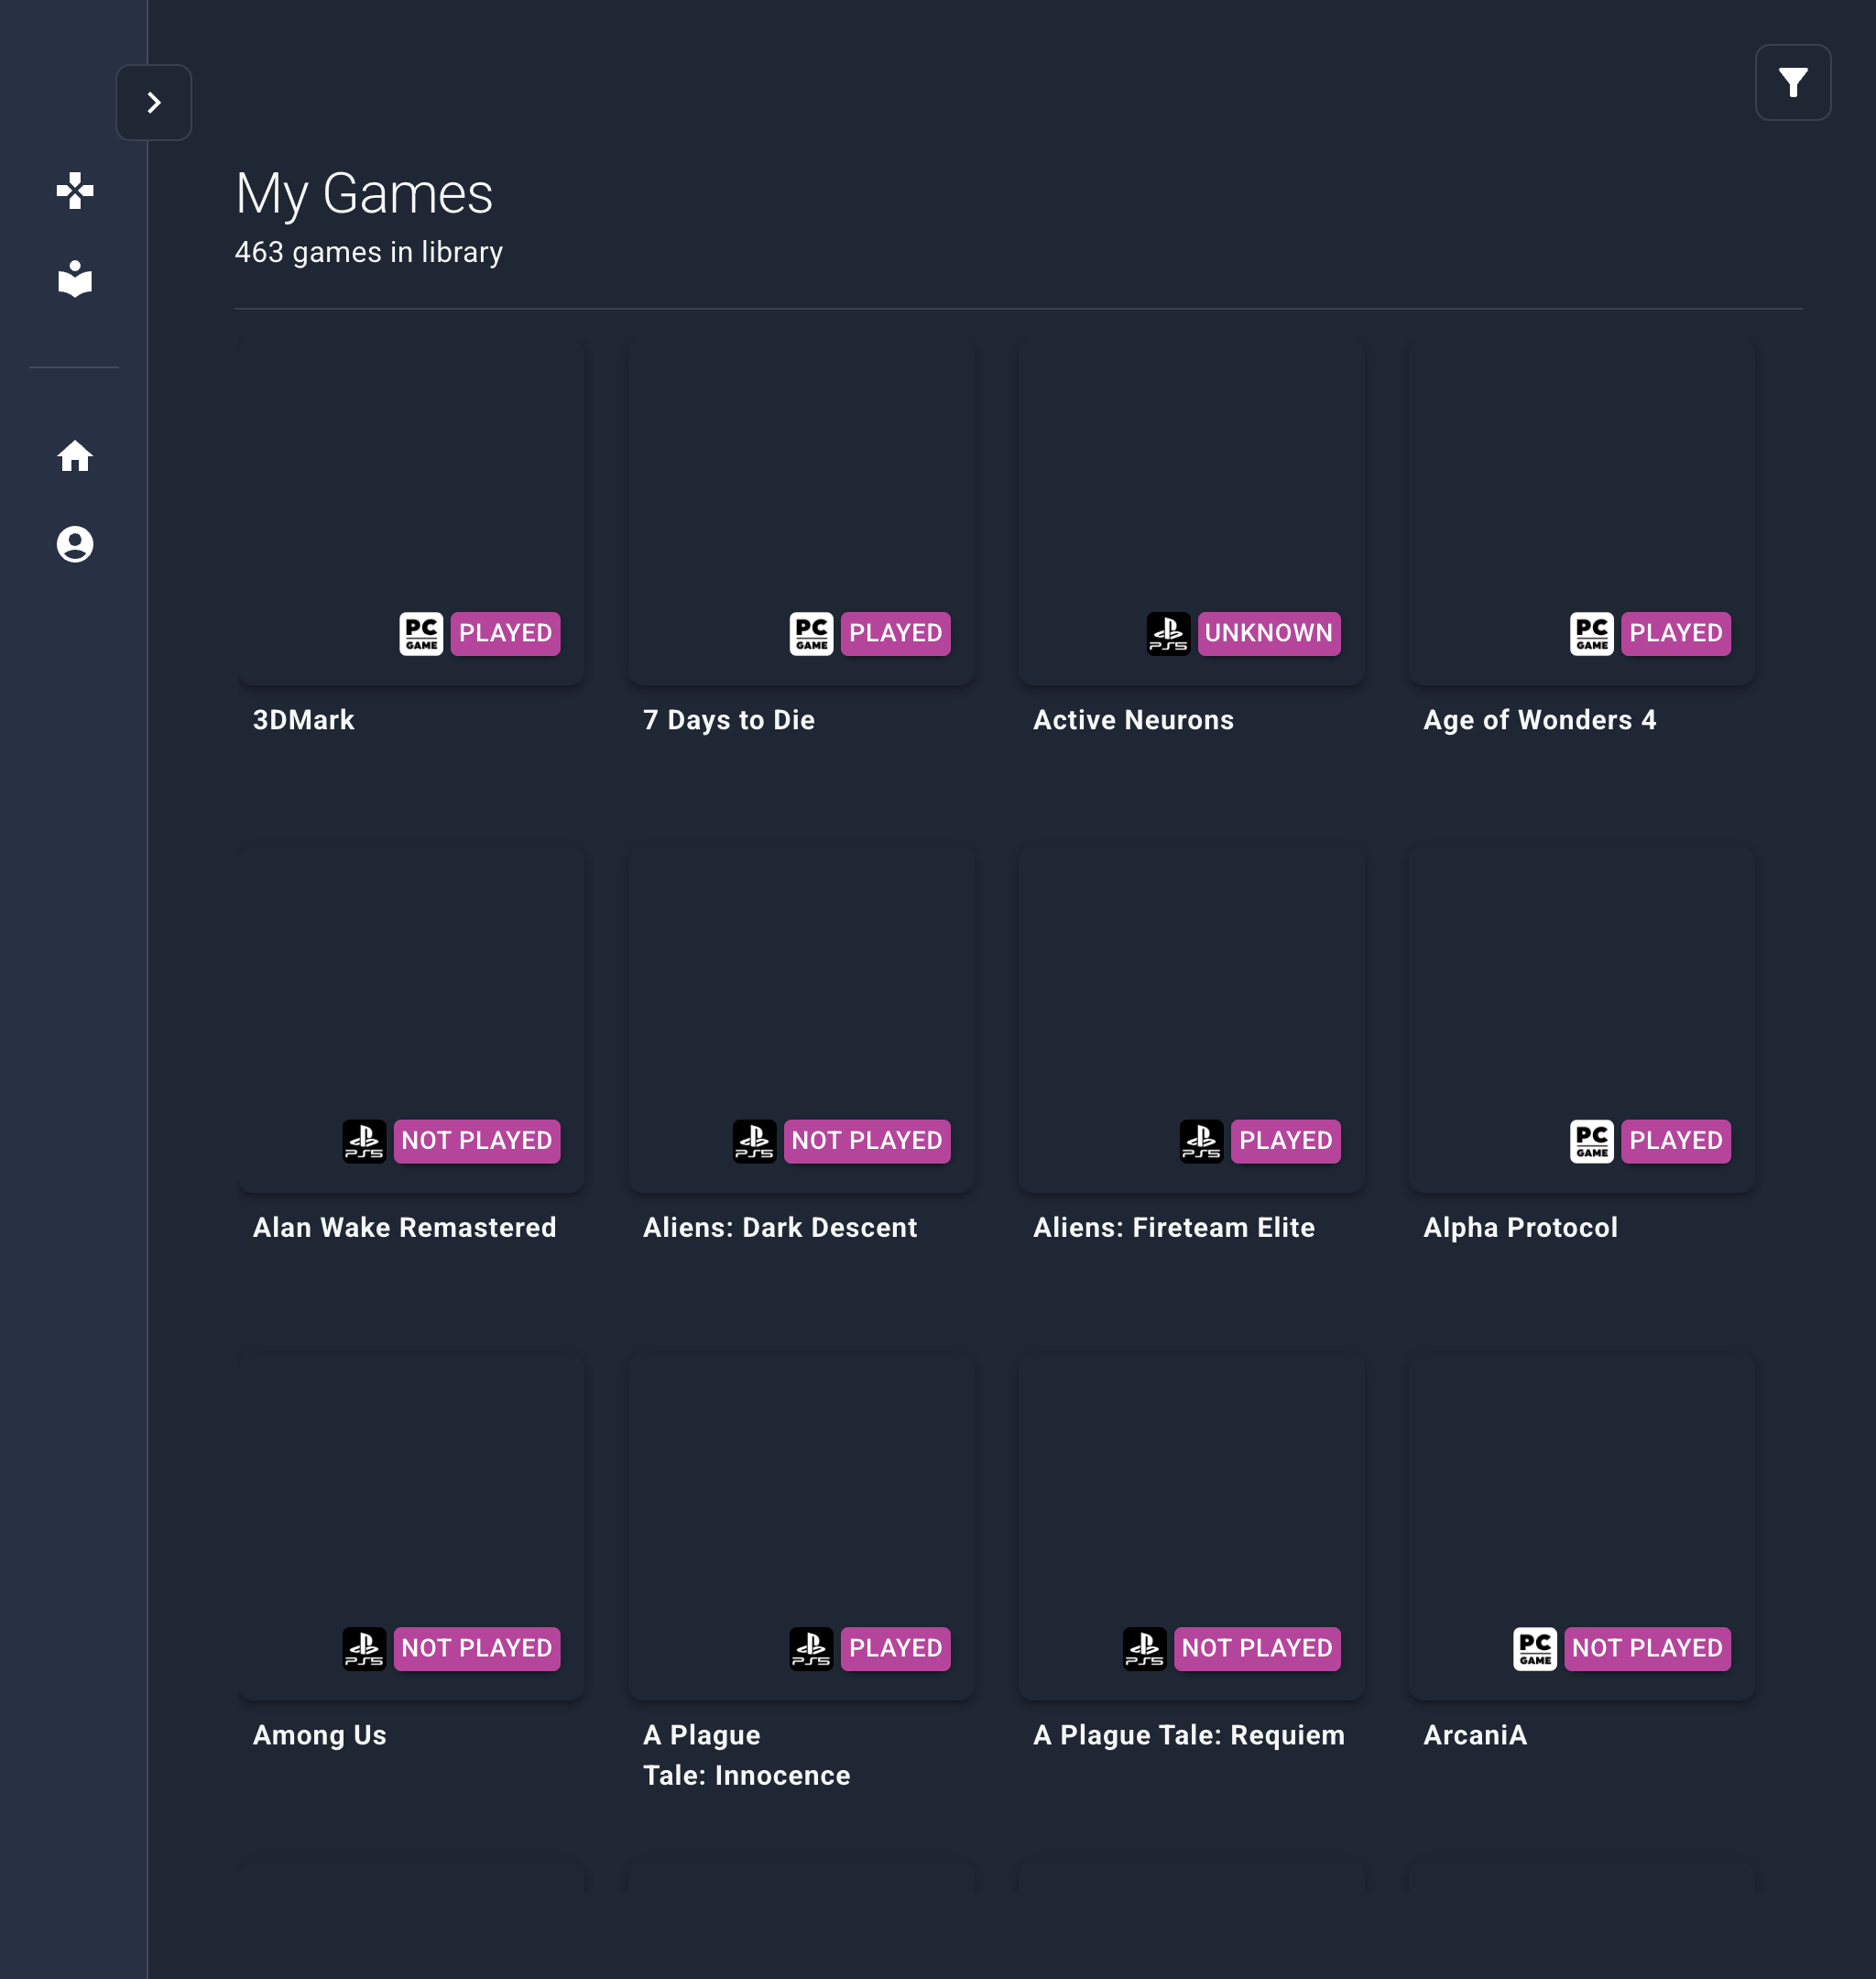 My Games
463 games in library
PC GAME PLAYED
PC GAME PLAYED
PS5 UNKNOWN
PC GAME PLAYED
3DMark
7 Days to Die
Active Neurons
Age of Wonders 4
PS5 NOT PLAYED
PS5 NOT PLAYED
PS5 PLAYED
PC GAME PLAYED
Alan Wake Remastered
Aliens: Dark Descent
Aliens: Fireteam Elite
Alpha Protocol
PS5 NOT PLAYED
PS5 PLAYED
PS5 NOT PLAYED
PC GAME NOT PLAYED
Among Us
A Plague
Tale: Innocence
A Plague Tale: Requiem
ArcaniA